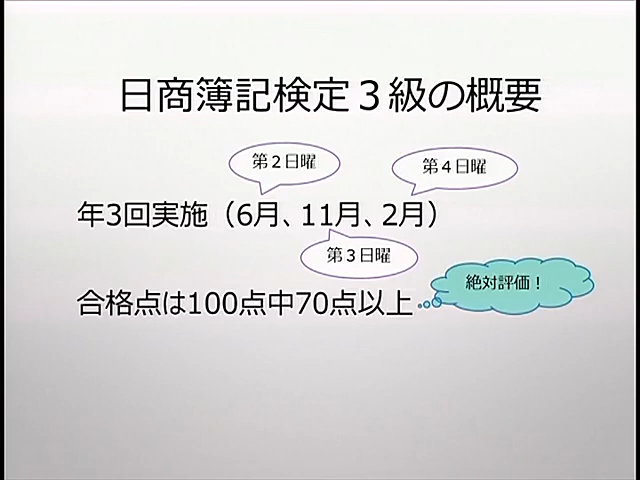 日商簿記検定３級の概要
第２日曜
第４日曜
年3回実施（6月、11月、2月）
第３日曜
絶対評価！
合格点は100点中70点以上